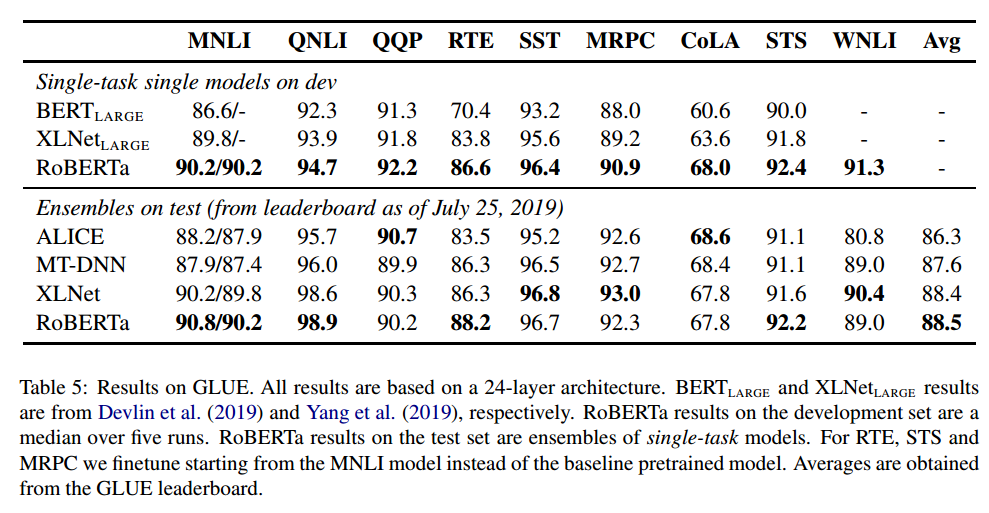 MNLI QNLI QQP RTE SST MRPC CoLA STS WNLI Avg
Single-task single models on dev
BERTLARGE 86.6/- 92.3 91.3 70.4 93.2 88.0 60.6 90.0 - -
XLNetLARGE 89.8/- 93.9 91.8 83.8 95.6 89.2 63.6 91.8 - -
RoBERTa 90.2/90.2 94.7 92.2 86.6 96.4 90.9 68.0 92.4 91.3 -
Ensembles on test (from leaderboard as of July 25, 2019)
ALICE 88.2/87.9 95.7 90.7 83.5 95.2 92.6 68.6 91.1 80.8 86.3
MT-DNN 87.9/87.4 96.0 89.9 86.3 96.5 92.7 68.4 91.1 89.0 87.6
XLNet 90.2/89.8 98.6 90.3 86.3 96.8 93.0 67.8 91.6 90.4 88.4
RoBERTa 90.8/90.2 98.9 90.2 88.2 96.7 92.3 67.8 92.2 89.0 88.5
Table 5: Results on GLUE. All results are based on a 24-layer architecture. BERTLARGE and XLNetLARGE results
are from Devlin et al. (2019) and Yang et al. (2019), respectively. RoBERTa results on the development set are a
median over five runs. RoBERTa results on the test set are ensembles of single-task models. For RTE, STS and
MRPC we finetune starting from the MNLI model instead of the baseline pretrained model. Averages are obtained
from the GLUE leaderboard.